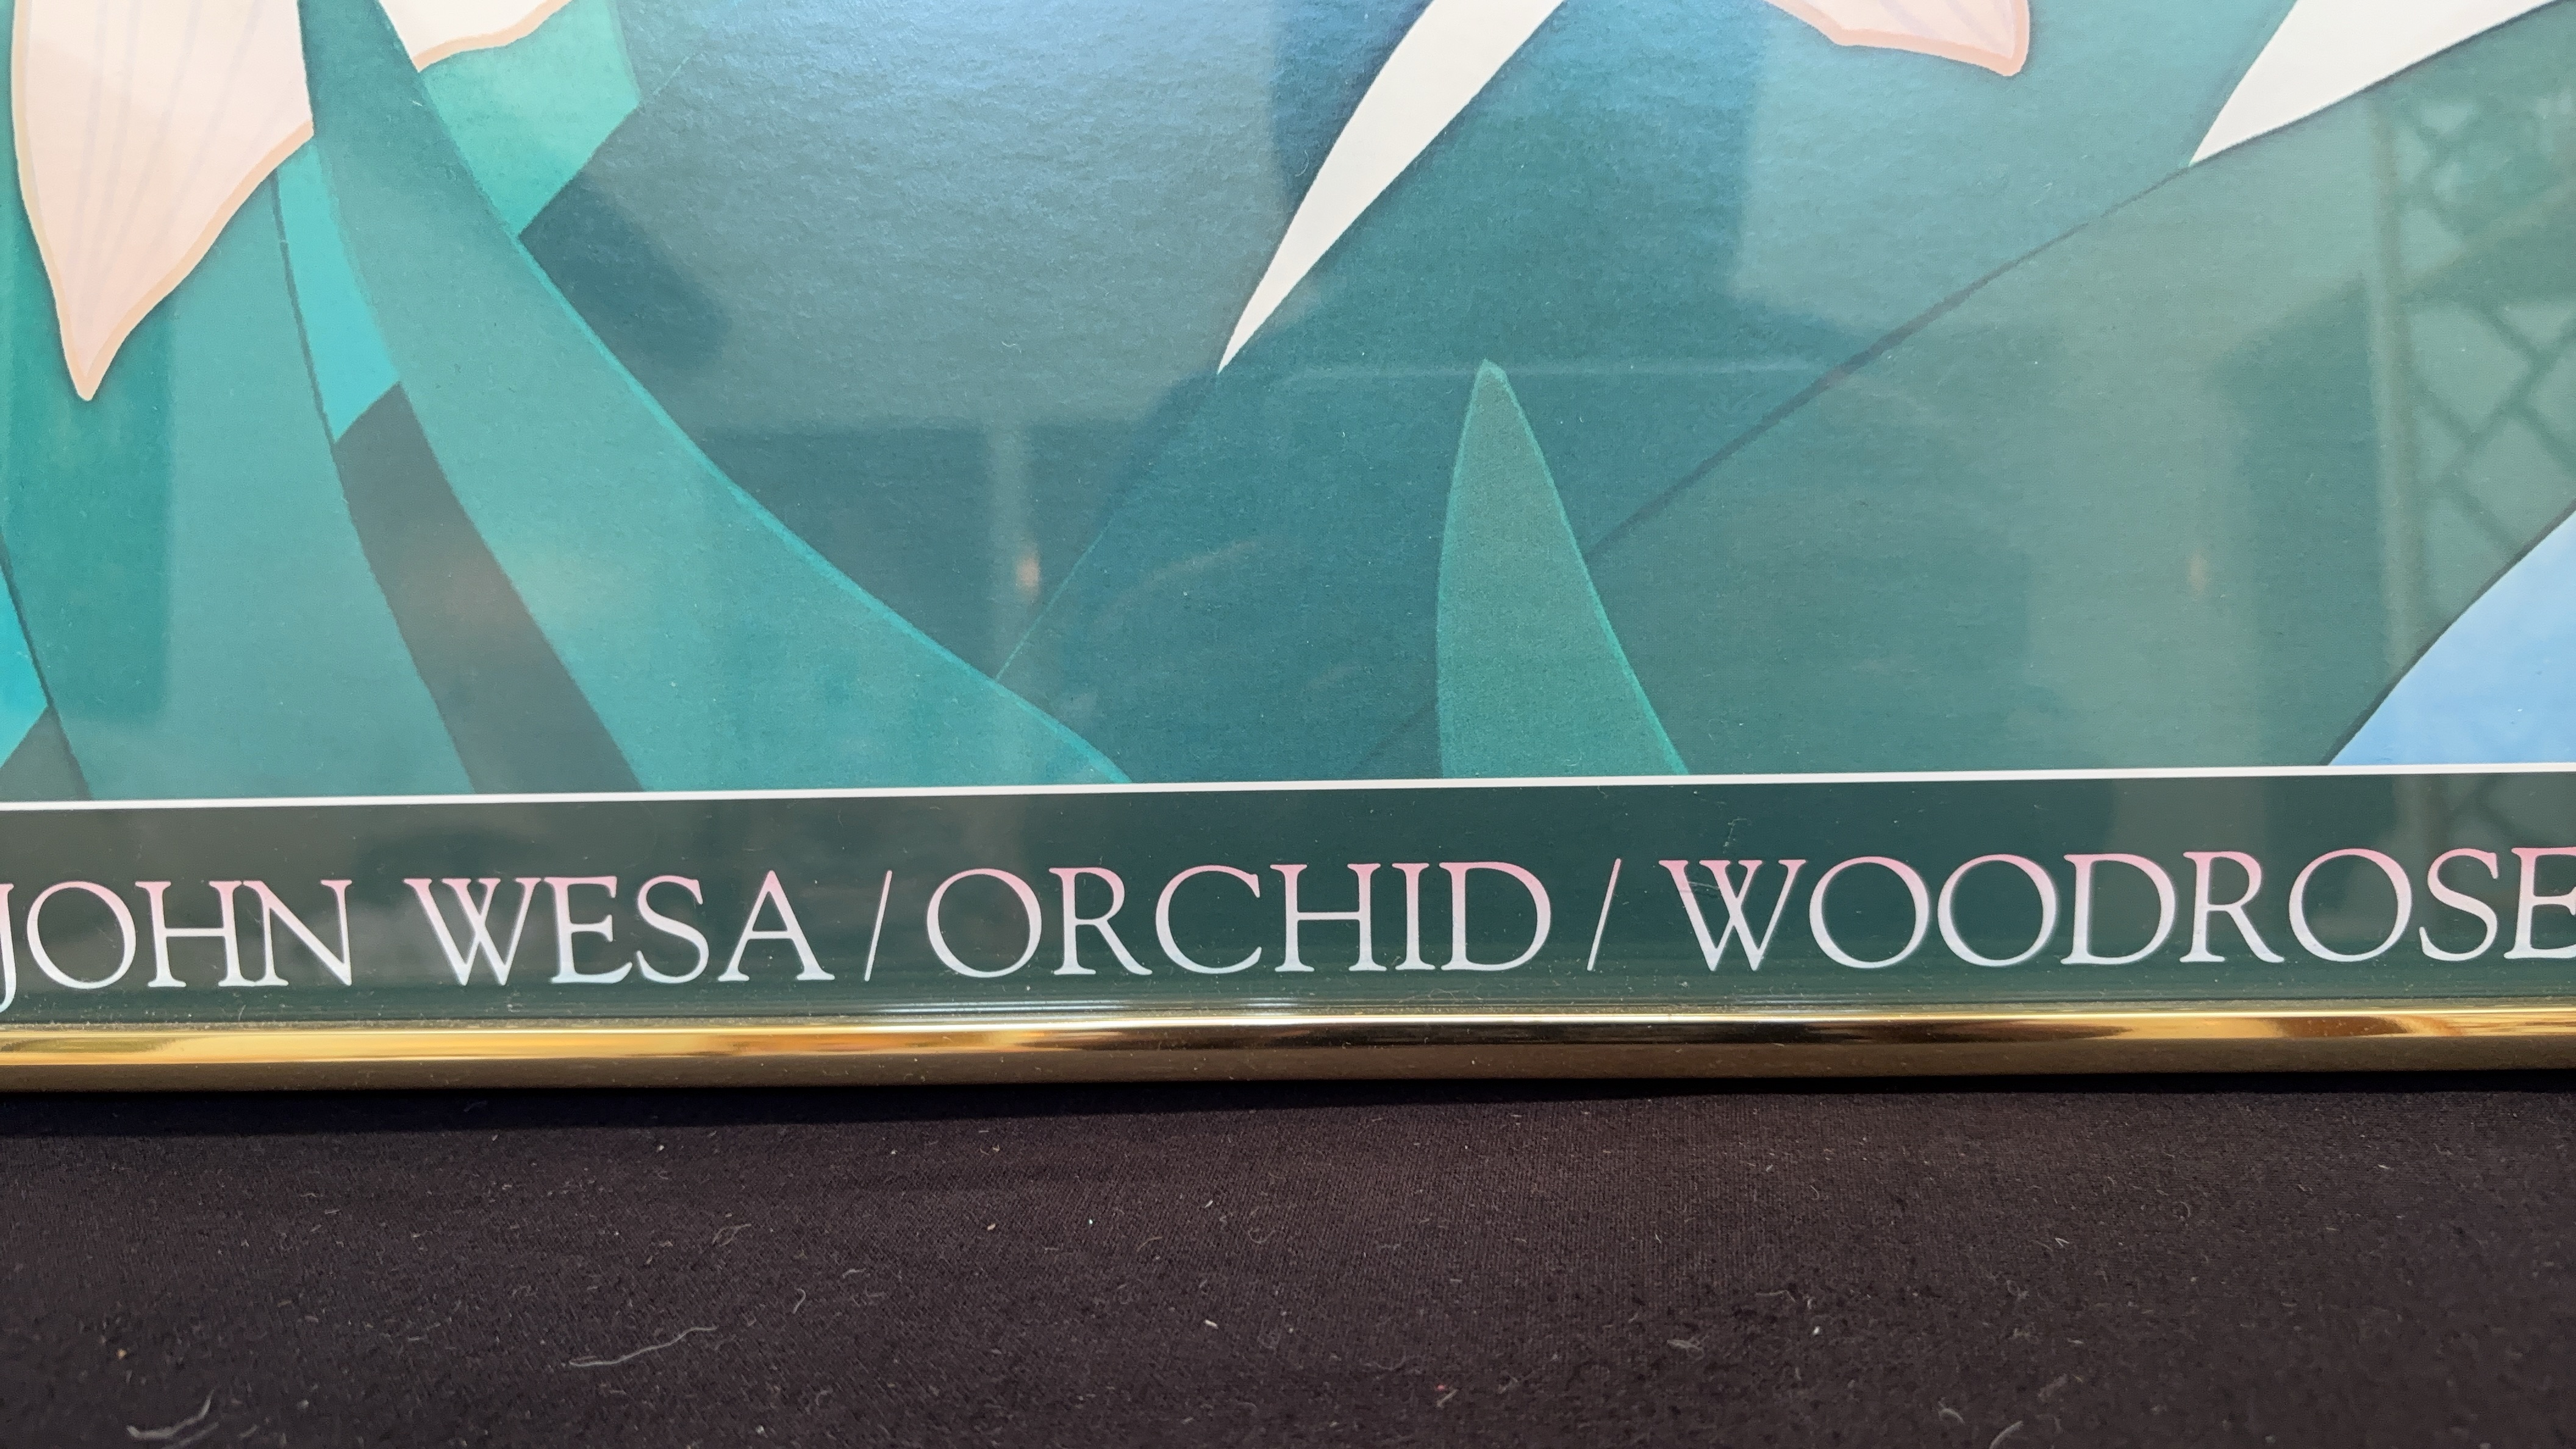 JOHN WESA / ORCHID / WOODROSE